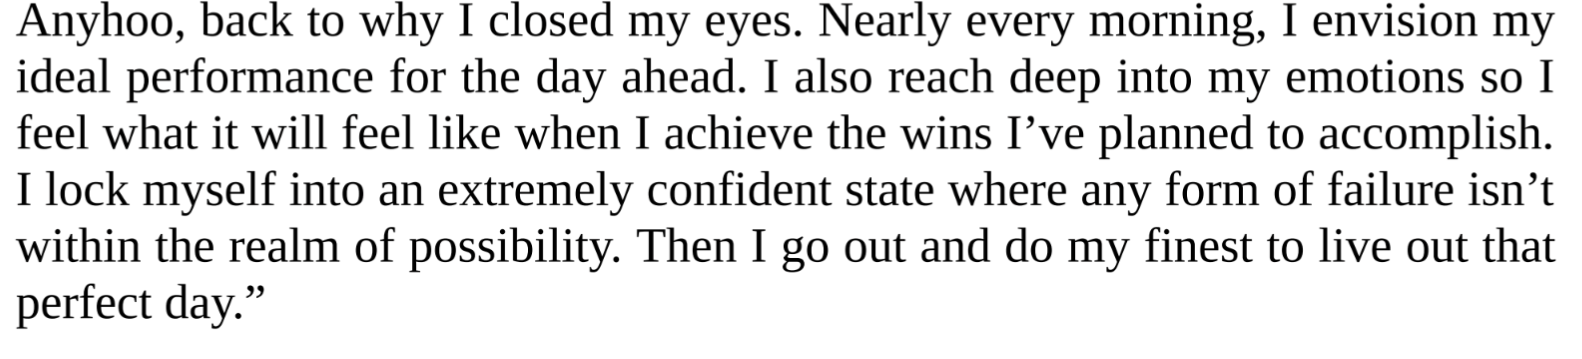 Anyhoo, back to why I closed my eyes. Nearly every morning, I envision my
ideal performance for the day ahead. I also reach deep into my emotions so I
feel what it will feel like when I achieve the wins I’ve planned to accomplish.
I lock myself into an extremely confident state where any form of failure isn’t
within the realm of possibility. Then I go out and do my finest to live out that
perfect day.”